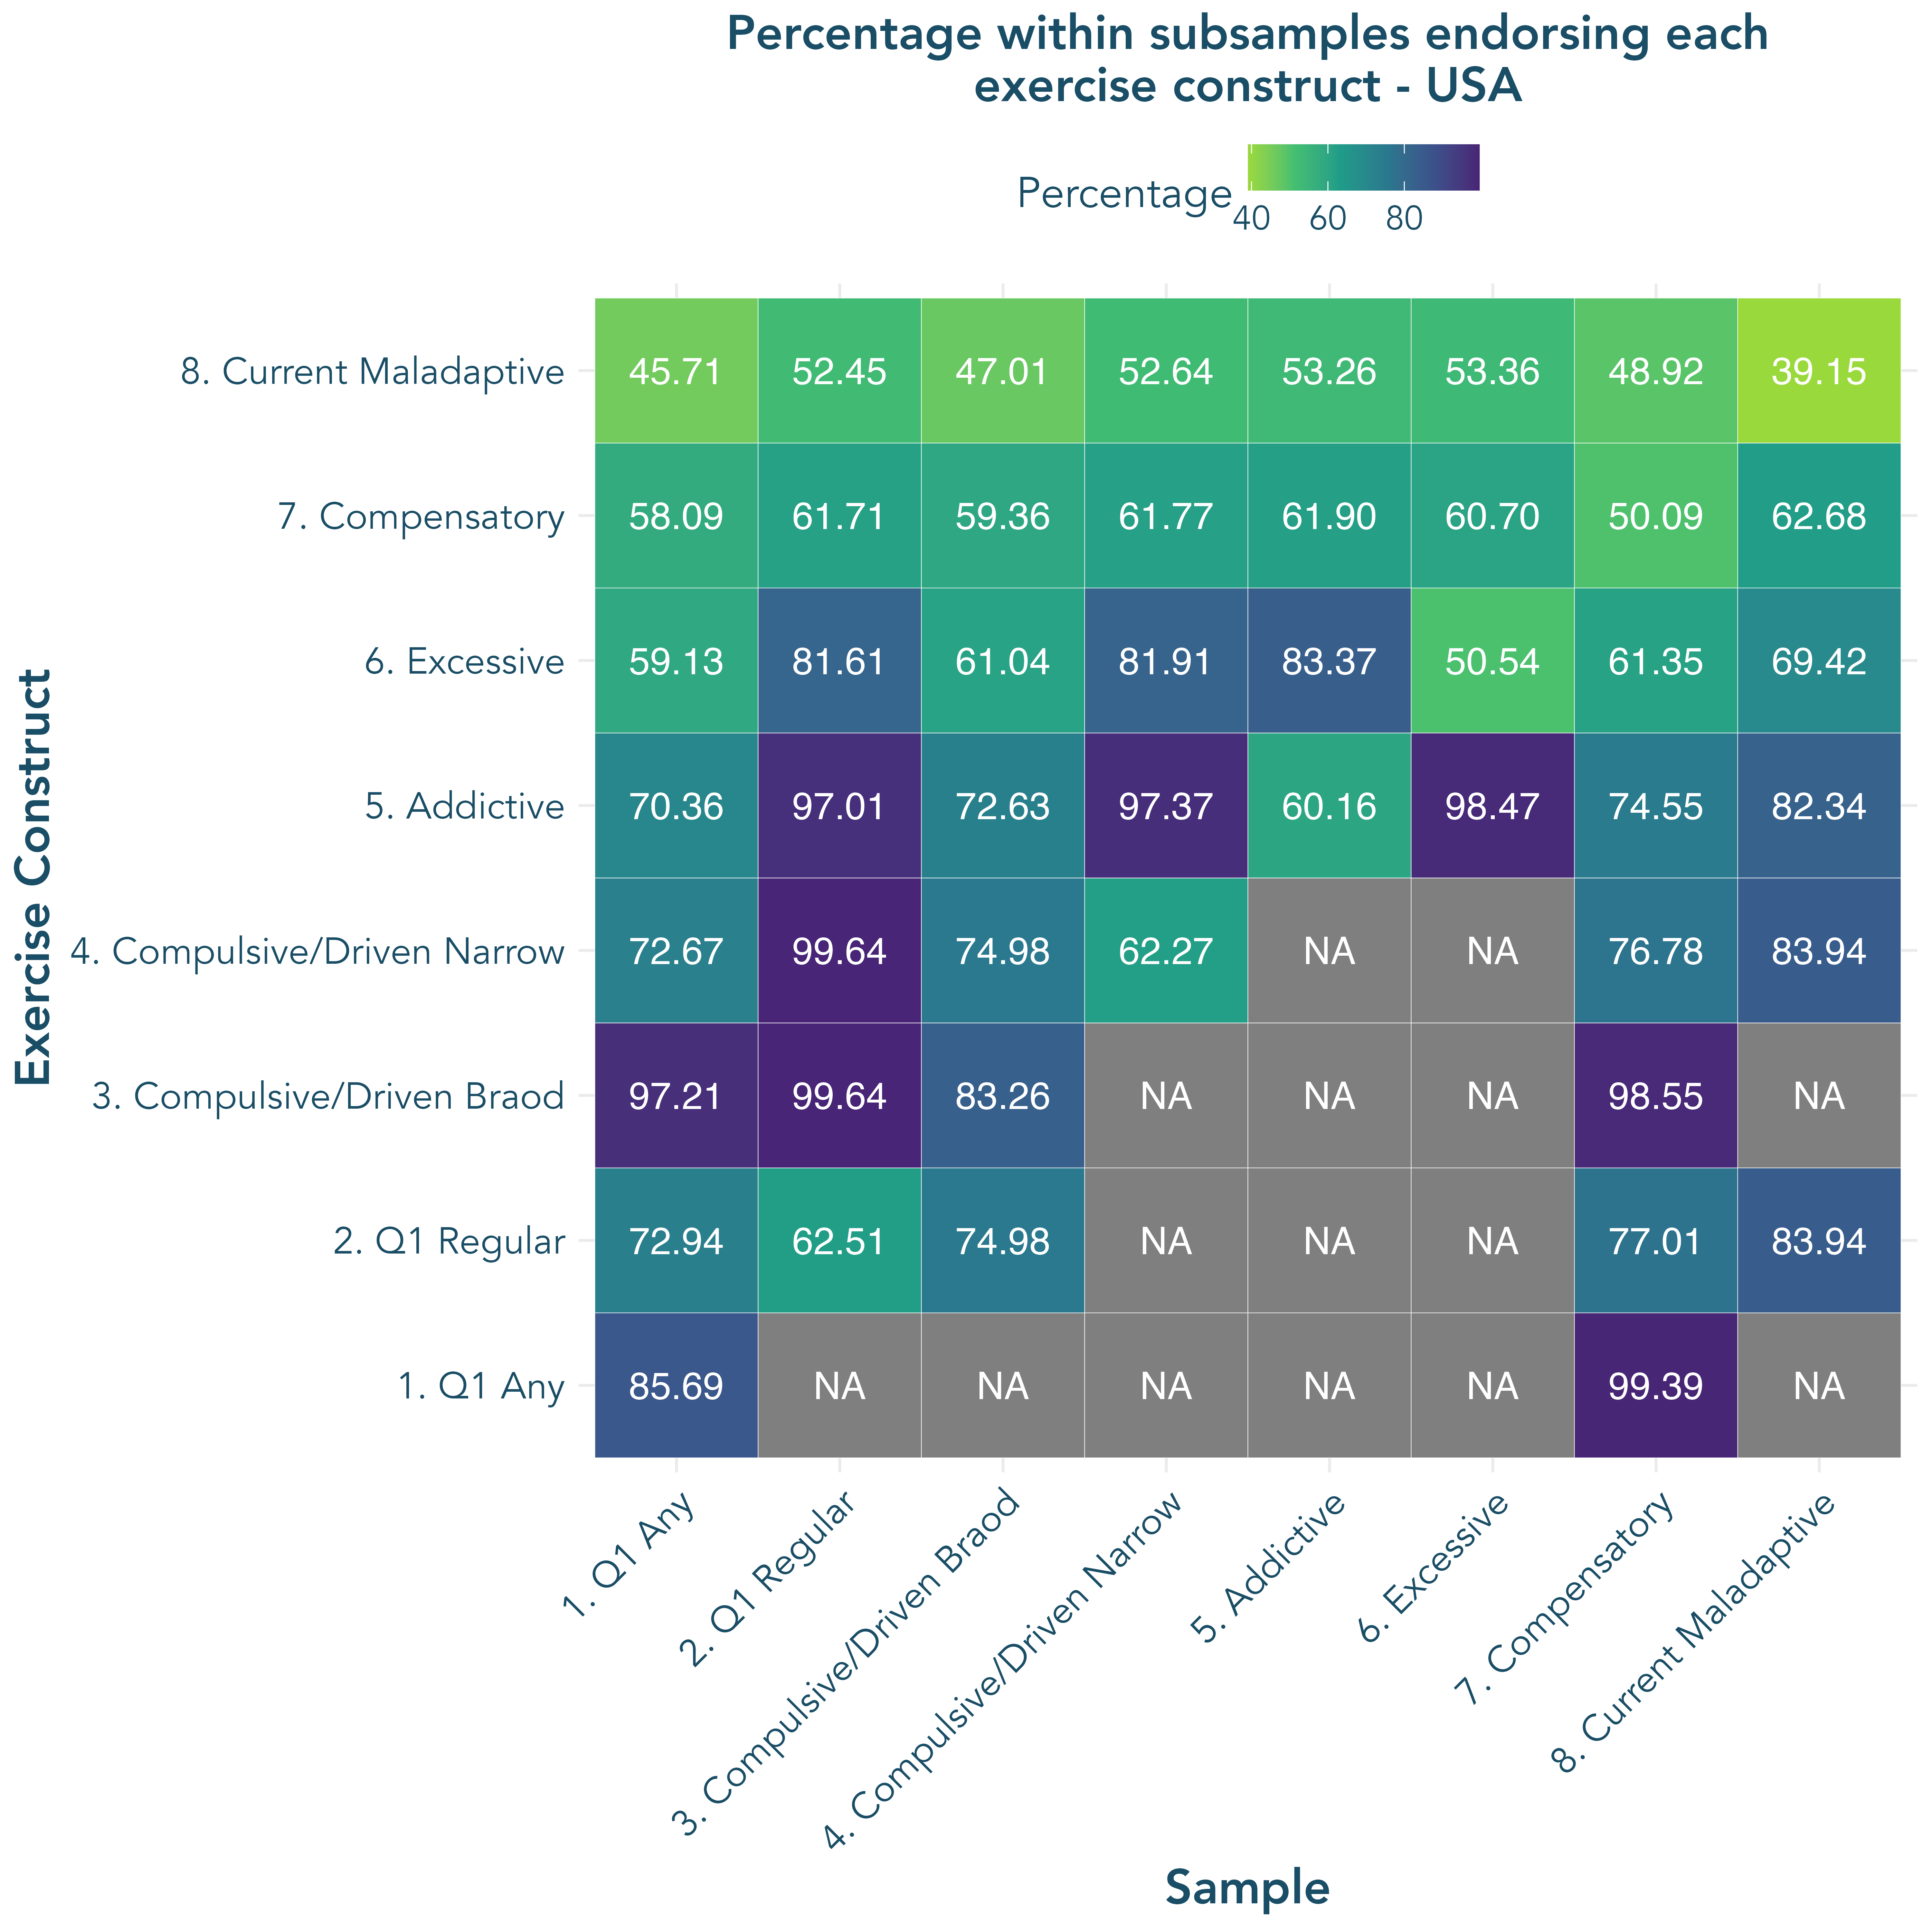 Percentage within subsamples endorsing each
exercise construct - USA
Percentage
40 60 80
Exercise Construct
8. Current Maladaptive 45.71 52.45 47.01 52.64 53.26 53.36 48.92 39.15
7. Compensatory 58.09 61.71 59.36 61.77 61.90 60.70 50.09 62.68
6. Excessive 59.13 81.61 61.04 81.91 83.37 50.54 61.35 69.42
5. Addictive 70.36 97.01 72.63 97.37 60.16 98.47 74.55 82.34
4. Compulsive/Driven Narrow 72.67 99.64 74.98 62.27 NA NA 76.78 83.94
3. Compulsive/Driven Braod 97.21 99.64 83.26 NA NA NA 98.55 NA
2. Q1 Regular 72.94 62.51 74.98 NA NA NA 77.01 83.94
1. Q1 Any 85.69 NA NA NA NA NA 99.39 NA
1. Q1 Any
2. Q1 Regular
3. Compulsive/Driven Braod
4. Compulsive/Driven Narrow
5. Addictive
6. Excessive
7. Compensatory
8. Current Maladaptive
Sample